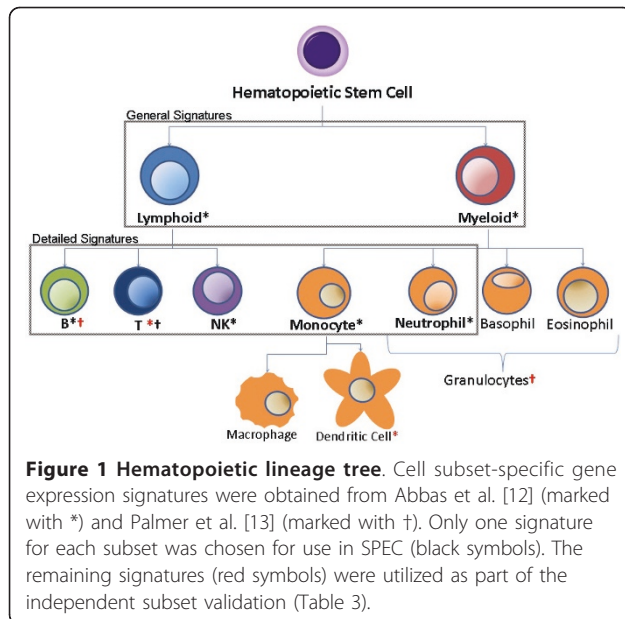 Hematopoietic Stem Cell
General Signatures
Lymphoid*
Myeloid*
Detailed Signatures
B*†
T *†
NK*
Monocyte*
Neutrophil*
Basophil
Eosinophil
Granulocytes†
Macrophage
Dendritic Cell*
Figure 1 Hematopoietic lineage tree. Cell subset-specific gene
expression signatures were obtained from Abbas et al. [12] (marked
with *) and Palmer et al. [13] (marked with †). Only one signature
for each subset was chosen for use in SPEC (black symbols). The
remaining signatures (red symbols) were utilized as part of the
independent subset validation (Table 3).